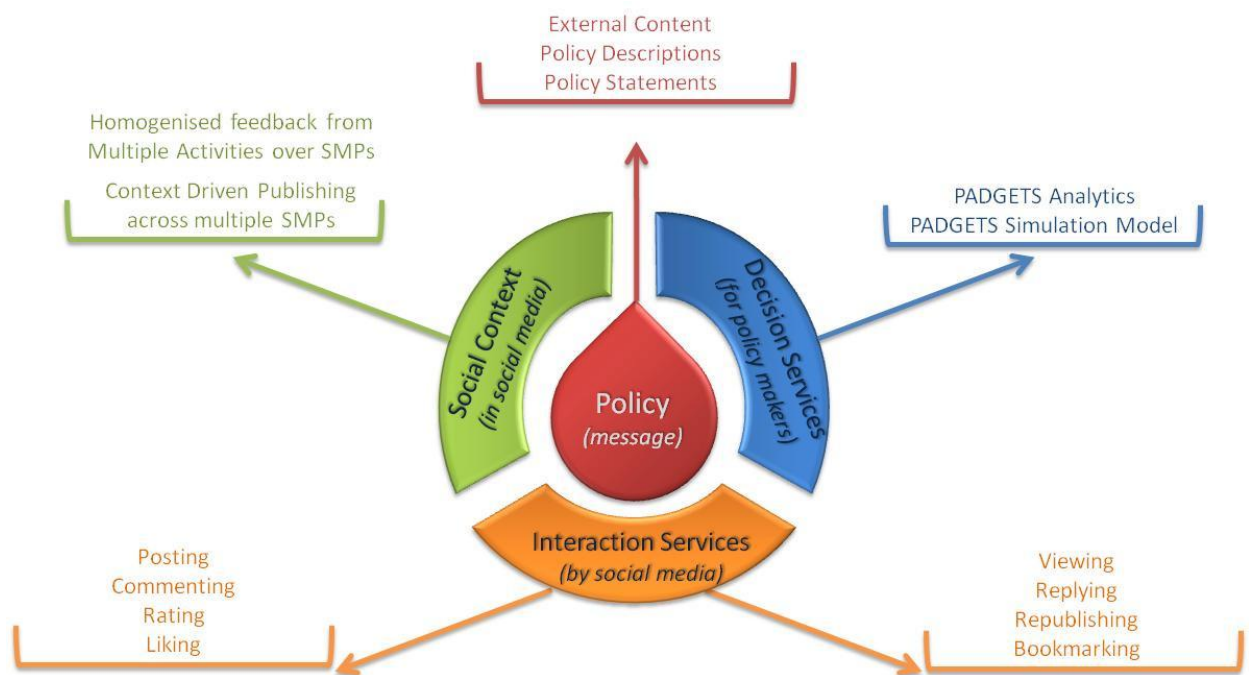 External Content
Policy Descriptions
Policy Statements
Homogenised feedback from
Multiple Activities over SMPs
Context Driven Publishing
across multiple SMPs
PADGETS Analytics
PADGETS Simulation Model
Social Context
(in social media)
Decision Services
(for policy makers)
Policy
(message)
Interaction Services
(by social media)
Posting
Commenting
Rating
Liking
Viewing
Replying
Republishing
Bookmarking